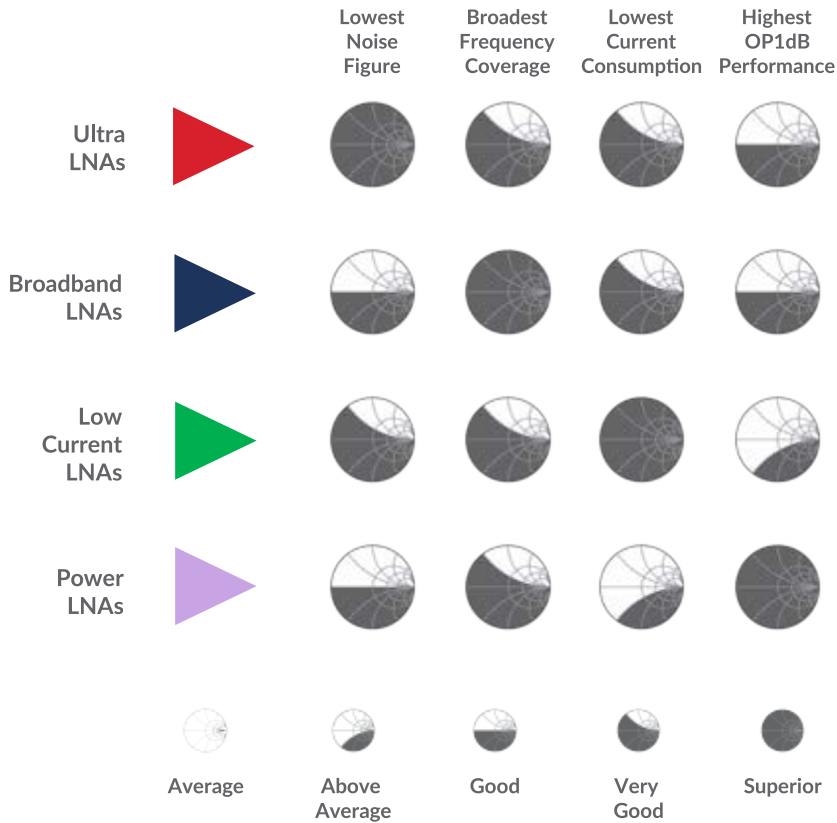 Lowest
Noise
Figure
Broadest
Frequency
Coverage
Lowest
Current
Consumption
Highest
OP1dB
Performance
Ultra
LNAs
Broadband
LNAs
Low
Current
LNAs
Power
LNAs
Average
Above
Average
Good
Very
Good
Superior